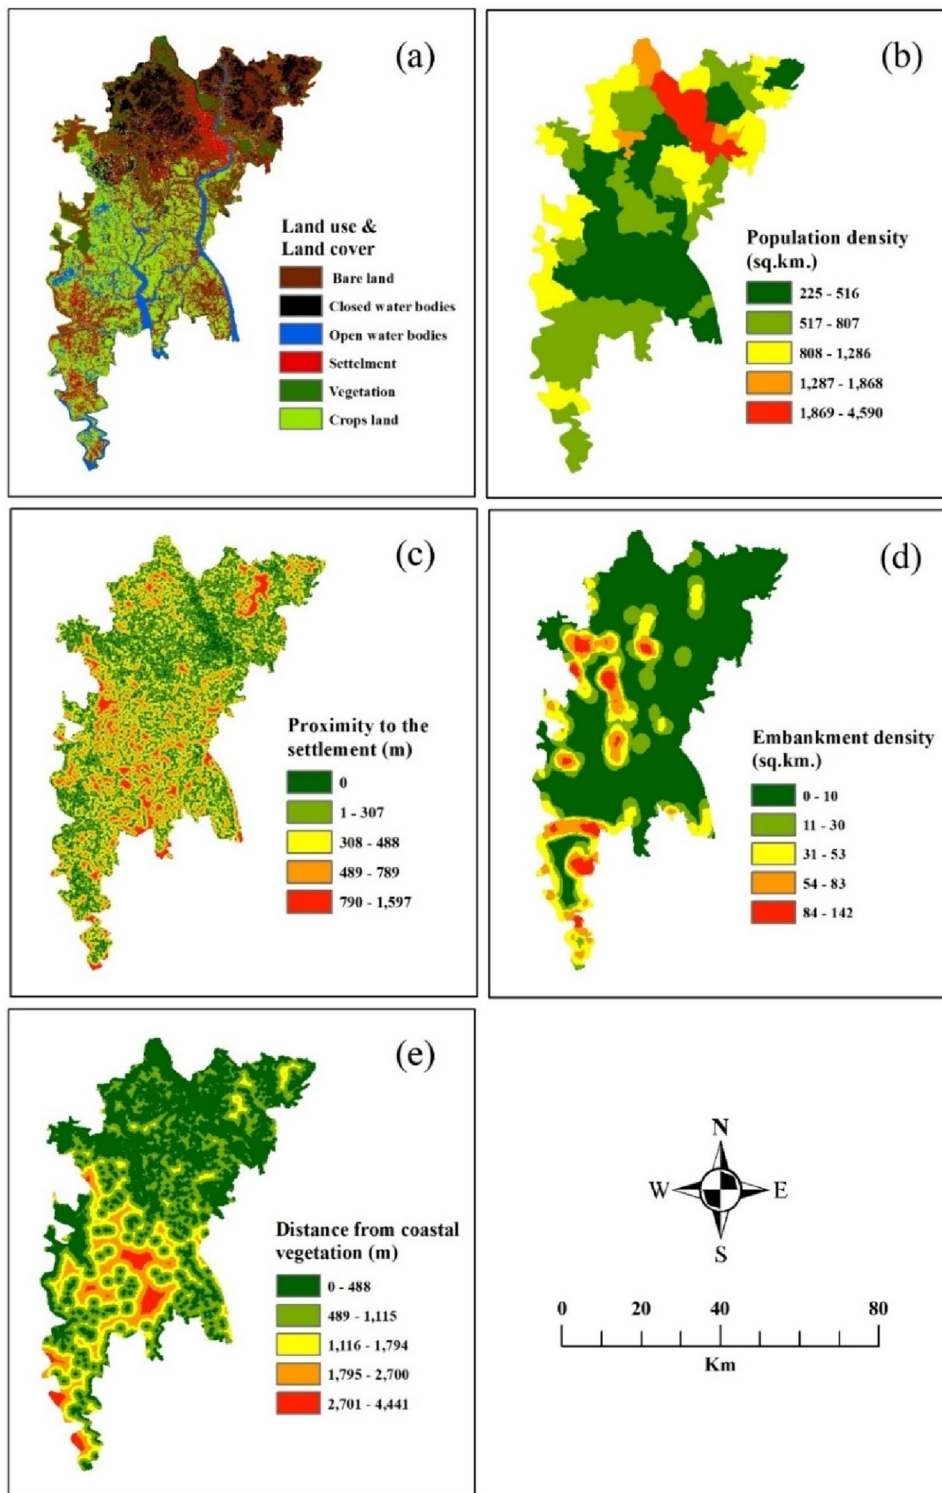 (a)
Land use &
Land cover
Bare land
Closed water bodies
Open water bodies
Settelment
Vegetation
Crops land
(b)
Population density
(sq.km.)
225 - 516
517 - 807
808 - 1,286
1,287 - 1,868
1,869 - 4,590
(c)
Proximity to the
settlement (m)
0
1 - 307
308 - 488
489 - 789
790 - 1,597
(d)
Embankment density
(sq.km.)
0 - 10
11 - 30
31 - 53
54 - 83
84 - 142
(e)
Distance from coastal
vegetation (m)
0 - 488
489 - 1,115
1,116 - 1,794
1,795 - 2,700
2,701 - 4,441
N
W E
S
0 20 40 80
Km